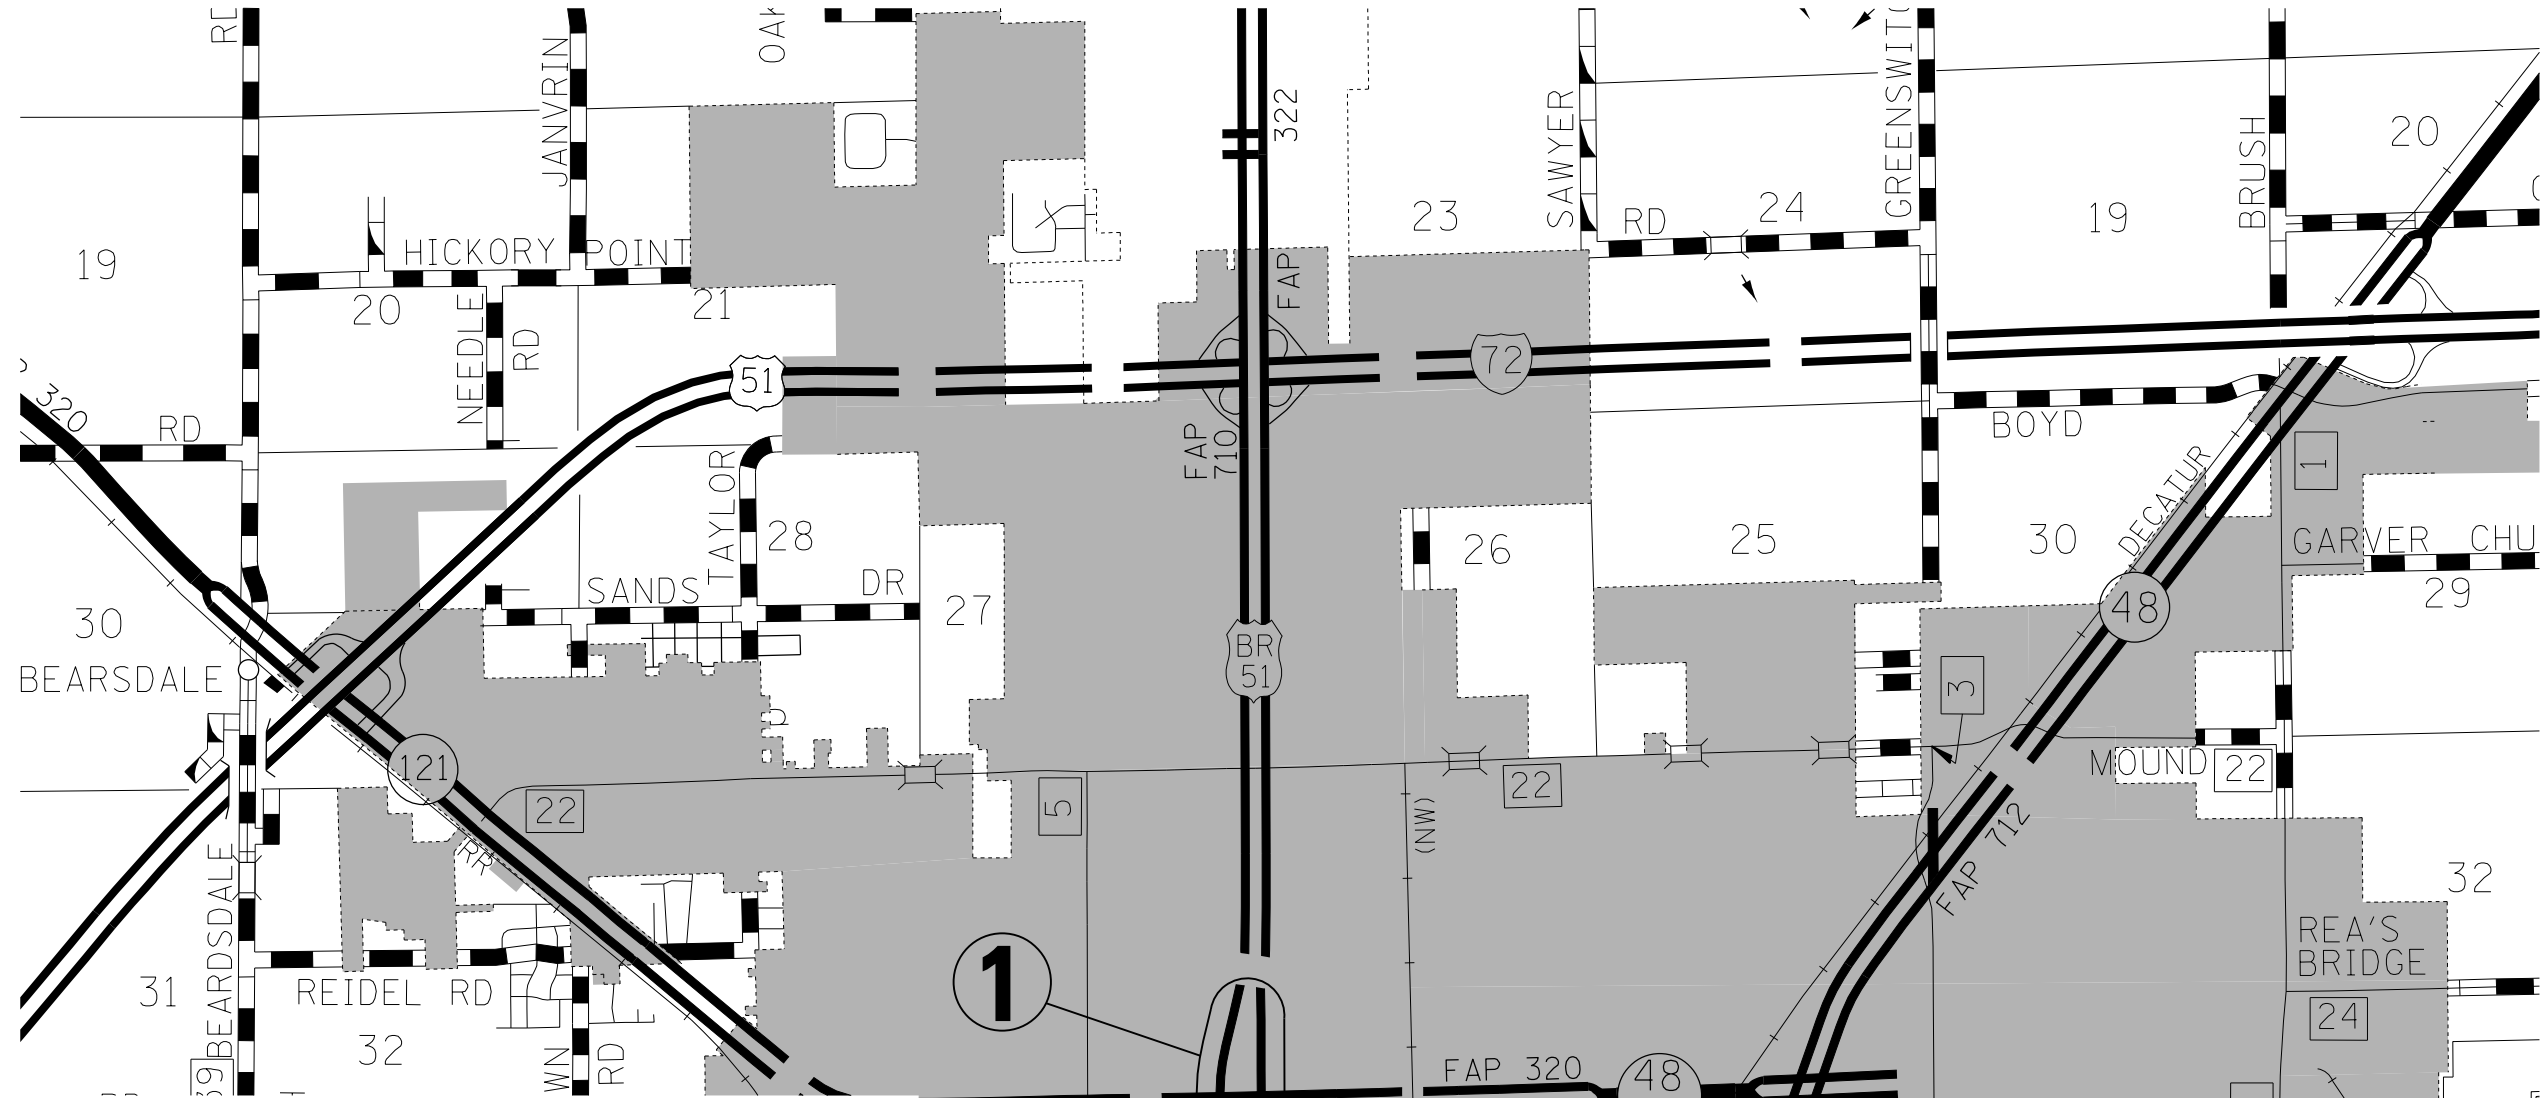 RD
JANVRIN
322
SAWYER
RD
24
23
BRUSH
20
19
19
HICKORY POINT
20
21
NEEDLE
RD
FAP
51
72
320
RD
BOYD
FAP
710
TAYLOR
28
26
25
30
DECATUR
1
GARVER CHU
SANDS
DR
27
29
30
BEARSDALE
48
BR
51
3
121
MOUND
22
22
5
22
(NW)
FAP 712
RR
BEARDSDALE
32
REA'S
BRIDGE
31
REIDEL RD
1
24
32
WN
RD
FAP 320
48